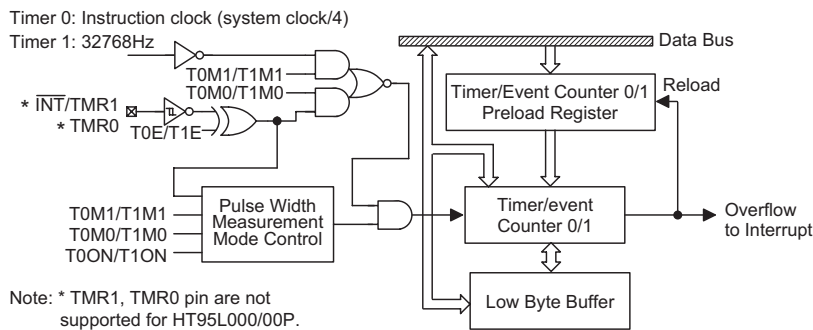 Timer 0: Instruction clock (system clock/4)
Timer 1: 32768Hz
Data Bus
T0M1/T1M1
T0M0/T1M0
Timer/Event Counter 0/1
Preload Register
Reload
* I̅N̅T̅/TMR1
* TMR0
T0E/T1E
T0M1/T1M1
T0M0/T1M0
T0ON/T1ON
Pulse Width
Measurement
Mode Control
Timer/event
Counter 0/1
Overflow
to Interrupt
Low Byte Buffer
Note: * TMR1, TMR0 pin are not
supported for HT95L000/00P.